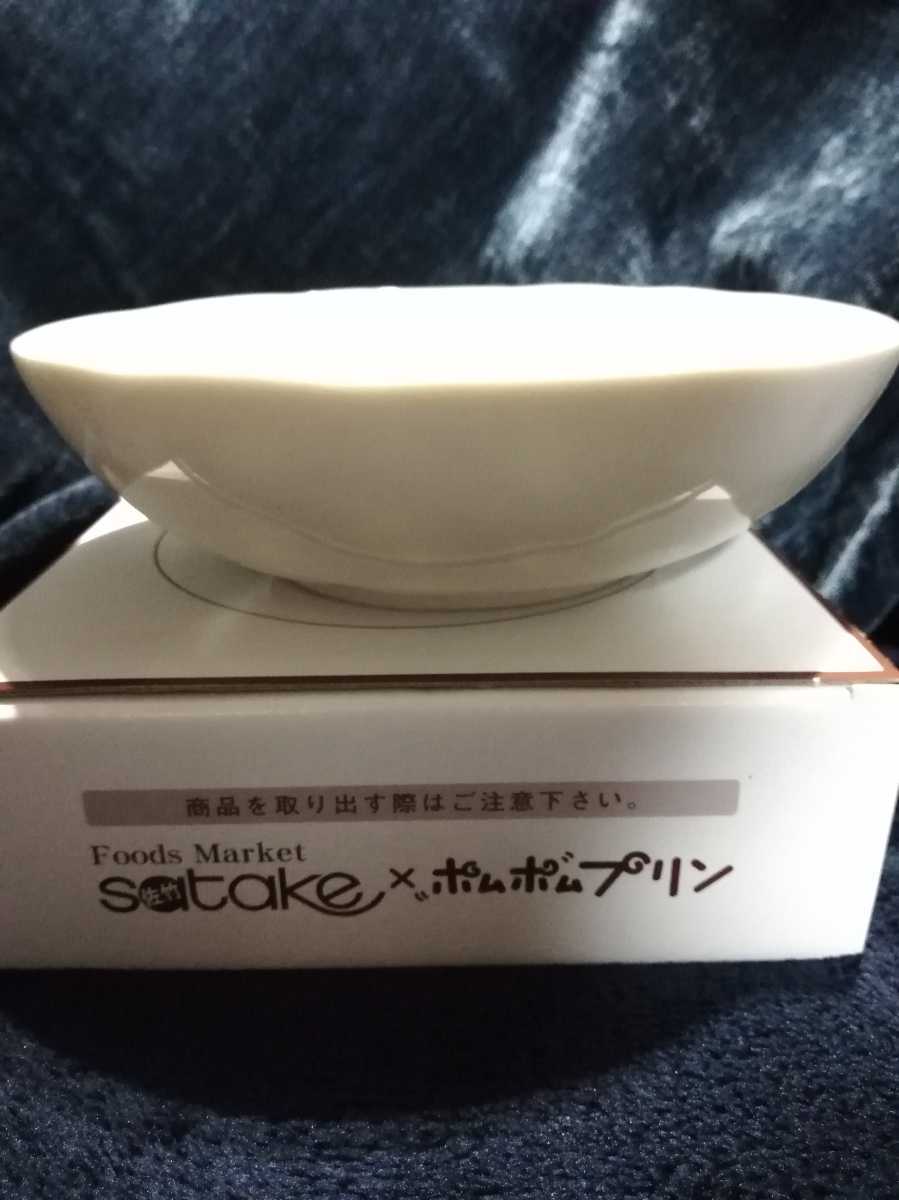 商品を取り出す際はご注意下さい。
Foods Market
satake 佐竹 × ポムポムプリン